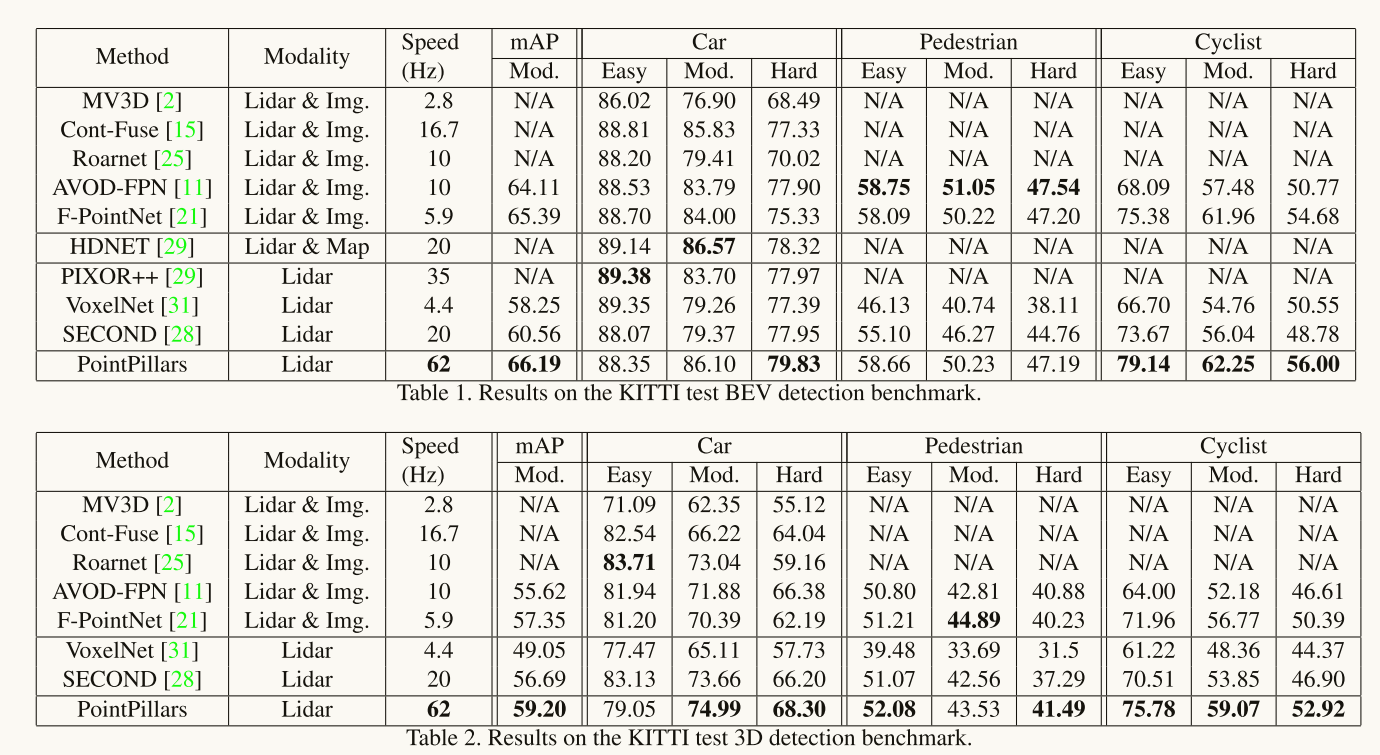 Method Modality Speed (Hz) mAP Car Pedestrian Cyclist
Mod. Easy Mod. Hard Easy Mod. Hard Easy Mod. Hard
MV3D [2] Lidar & Img. 2.8 N/A 86.02 76.90 68.49 N/A N/A N/A N/A N/A N/A
Cont-Fuse [15] Lidar & Img. 16.7 N/A 88.81 85.83 77.33 N/A N/A N/A N/A N/A N/A
Roarnet [25] Lidar & Img. 10 N/A 88.20 79.41 70.02 N/A N/A N/A N/A N/A N/A
AVOD-FPN [11] Lidar & Img. 10 64.11 88.53 83.79 77.90 58.75 51.05 47.54 68.09 57.48 50.77
F-PointNet [21] Lidar & Img. 5.9 65.39 88.70 84.00 75.33 58.09 50.22 47.20 75.38 61.96 54.68
HDNET [29] Lidar & Map 20 N/A 89.14 86.57 78.32 N/A N/A N/A N/A N/A N/A
PIXOR++ [29] Lidar 35 N/A 89.38 83.70 77.97 N/A N/A N/A N/A N/A N/A
VoxelNet [31] Lidar 4.4 58.25 89.35 79.26 77.39 46.13 40.74 38.11 66.70 54.76 50.55
SECOND [28] Lidar 20 60.56 88.07 79.37 77.95 55.10 46.27 44.76 73.67 56.04 48.78
PointPillars Lidar 62 66.19 88.35 86.10 79.83 58.66 50.23 47.19 79.14 62.25 56.00
Table 1. Results on the KITTI test BEV detection benchmark.
Method Modality Speed (Hz) mAP Car Pedestrian Cyclist
Mod. Easy Mod. Hard Easy Mod. Hard Easy Mod. Hard
MV3D [2] Lidar & Img. 2.8 N/A 71.09 62.35 55.12 N/A N/A N/A N/A N/A N/A
Cont-Fuse [15] Lidar & Img. 16.7 N/A 82.54 66.22 64.04 N/A N/A N/A N/A N/A N/A
Roarnet [25] Lidar & Img. 10 N/A 83.71 73.04 59.16 N/A N/A N/A N/A N/A N/A
AVOD-FPN [11] Lidar & Img. 10 55.62 81.94 71.88 66.38 50.80 42.81 40.88 64.00 52.18 46.61
F-PointNet [21] Lidar & Img. 5.9 57.35 81.20 70.39 62.19 51.21 44.89 40.23 71.96 56.77 50.39
VoxelNet [31] Lidar 4.4 49.05 77.47 65.11 57.73 39.48 33.69 31.5 61.22 48.36 44.37
SECOND [28] Lidar 20 56.69 83.13 73.66 66.20 51.07 42.56 37.29 70.51 53.85 46.90
PointPillars Lidar 62 59.20 79.05 74.99 68.30 52.08 43.53 41.49 75.78 59.07 52.92
Table 2. Results on the KITTI test 3D detection benchmark.